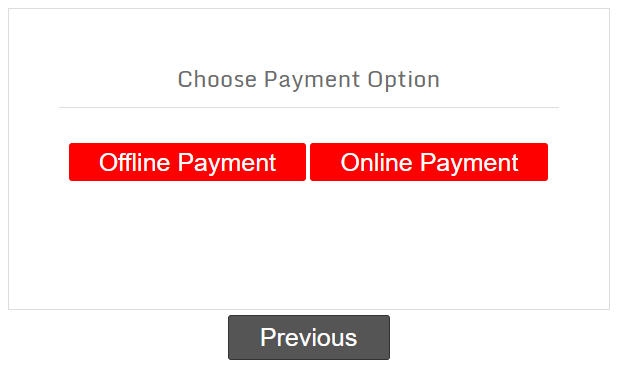 Choose Payment Option
Offline Payment Online Payment
Previous